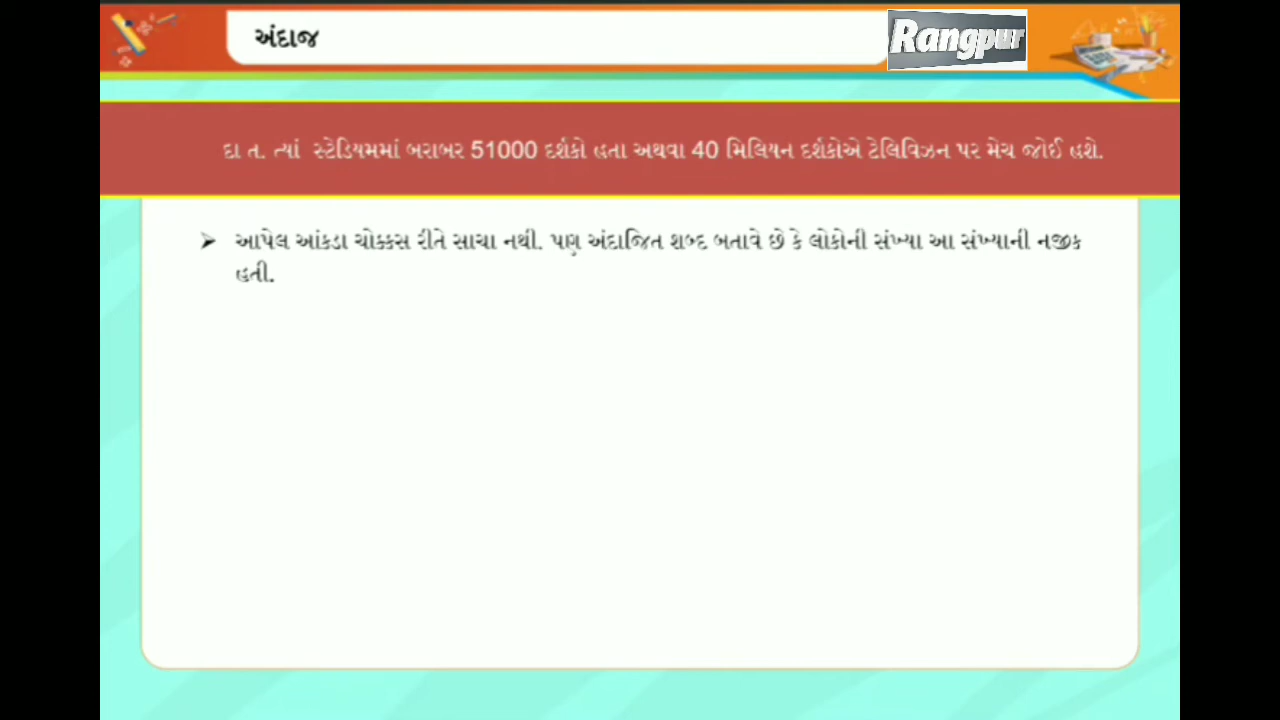 અંદાજ
Rangpur
દા ત. ત્યાં સ્ટેડિયમમાં બરાબર 51000 દર્શકો હતા અથવા 40 મિલિયન દર્શકોએ ટેલિવિઝન પર મેચ જોઈ હશે.
➢ આપેલ આંકડા ચોક્કસ રીતે સાચા નથી. પણ અંદાજિત શબ્દ બતાવે છે કે લોકોની સંખ્યા આ સંખ્યાની નજીક
હતી.